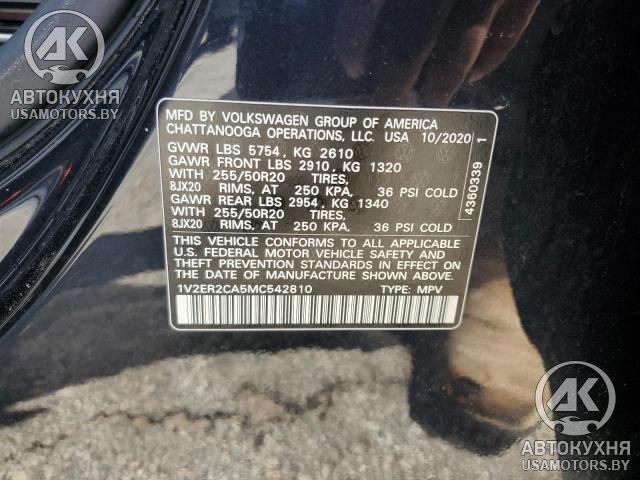 AK
АВТОКУХНЯ
USAMOTORS.BY
MFD BY VOLKSWAGEN GROUP OF AMERICA
CHATTANOOGA OPERATIONS, LLC. USA 10/2020
GVWR LBS 5754, KG 2610
GAWR FRONT LBS 2910, KG 1320
WITH 255/50R20 TIRES,
8JX20 RIMS, AT 250 KPA, 36 PSI COLD
GAWR REAR LBS 2954, KG 1340
WITH 255/50R20 TIRES,
8JX20 RIMS, AT 250 KPA, 36 PSI COLD
THIS VEHICLE CONFORMS TO ALL APPLICABLE
U.S. FEDERAL MOTOR VEHICLE SAFETY AND
THEFT PREVENTION STANDARDS IN EFFECT ON
THE DATE OF MANUFACTURE SHOWN ABOVE.
1V2ER2CA5MC542810 TYPE: MPV
4360339 1
AK
АВТОКУХНЯ
USAMOTORS.BY